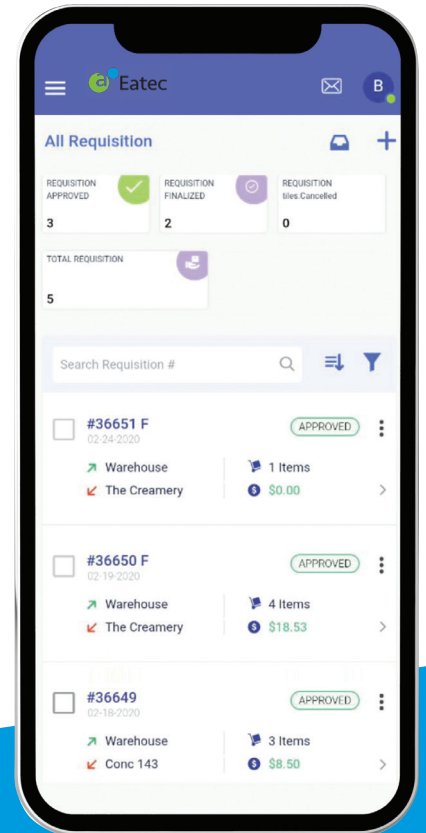 a Eatec
B
All Requisition
REQUISITION APPROVED
3
REQUISITION FINALIZED
2
REQUISITION tiles.Cancelled
0
TOTAL REQUISITION
5
Search Requisition #
#36651 F
APPROVED
02-24-2020
Warehouse
1 Items
The Creamery
$0.00
#36650 F
APPROVED
02-19-2020
Warehouse
4 Items
The Creamery
$18.53
#36649
APPROVED
02-18-2020
Warehouse
3 Items
Conc 143
$8.50